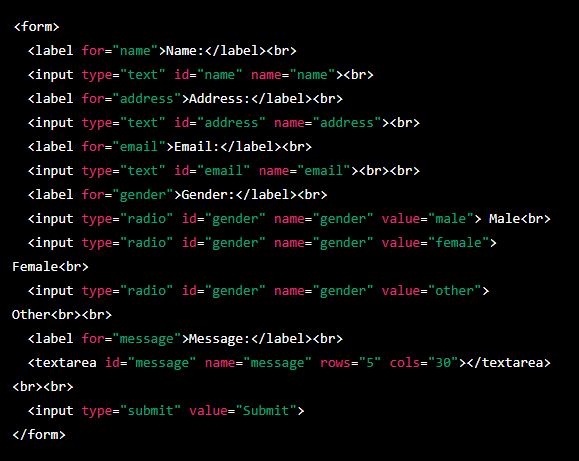 <form>
  <label for="name">Name:</label><br>
  <input type="text" id="name" name="name"><br>
  <label for="address">Address:</label><br>
  <input type="text" id="address" name="address"><br>
  <label for="email">Email:</label><br>
  <input type="text" id="email" name="email"><br><br>
  <label for="gender">Gender:</label><br>
  <input type="radio" id="gender" name="gender" value="male"> Male<br>
  <input type="radio" id="gender" name="gender" value="female">
Female<br>
  <input type="radio" id="gender" name="gender" value="other">
Other<br><br>
  <label for="message">Message:</label><br>
  <textarea id="message" name="message" rows="5" cols="30"></textarea>
<br><br>
  <input type="submit" value="Submit">
</form>